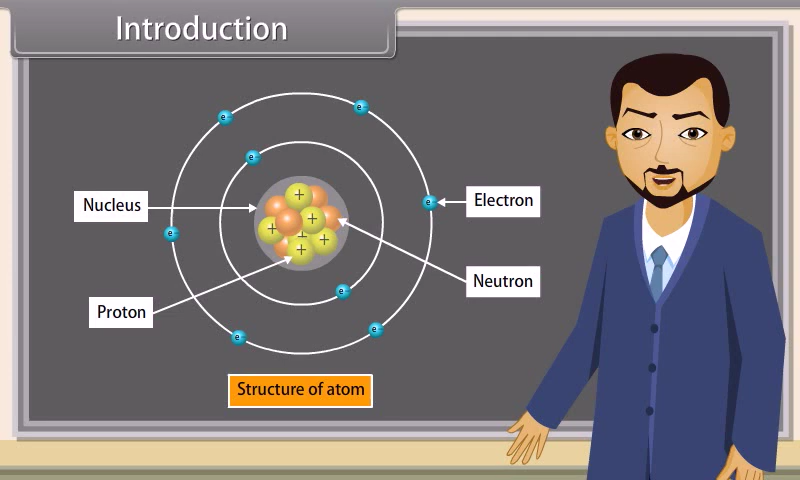 Introduction
e-
e-
e-
Nucleus
+
Electron
e-
+
e-
+
+
+
+
Neutron
e-
Proton
e-
e-
Structure of atom